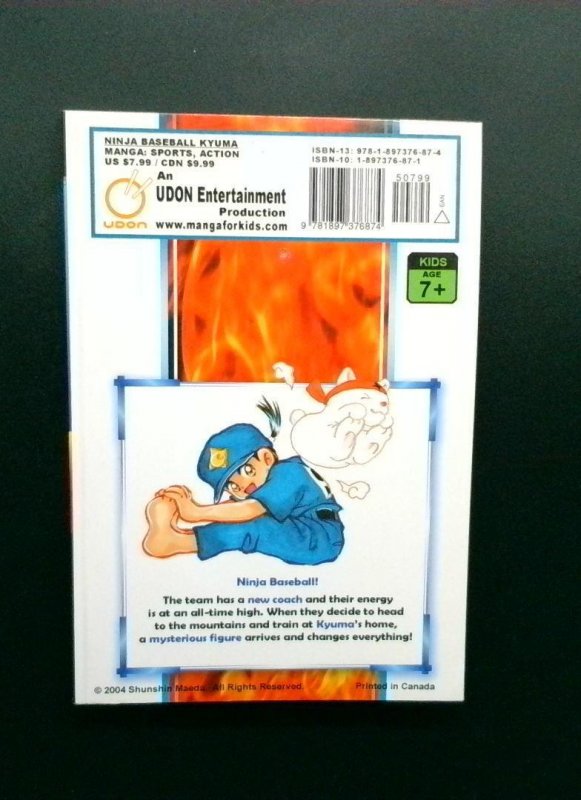 NINJA BASEBALL KYUMA
MANGA: SPORTS, ACTION
US $7.99 / CDN $9.99
An
UDON Entertainment
Production
www.mangaforkids.com
UDON
ISBN-13: 978-1-897376-87-4
ISBN-10: 1-897376-87-1
50799
9 781897 376874
EAN
KIDS
AGE
7+
Ninja Baseball!
The team has a new coach and their energy
is at an all-time high. When they decide to head
to the mountains and train at Kyuma's home,
a mysterious figure arrives and changes everything!
© 2004 Shunshin Maeda. All Rights Reserved.
Printed in Canada